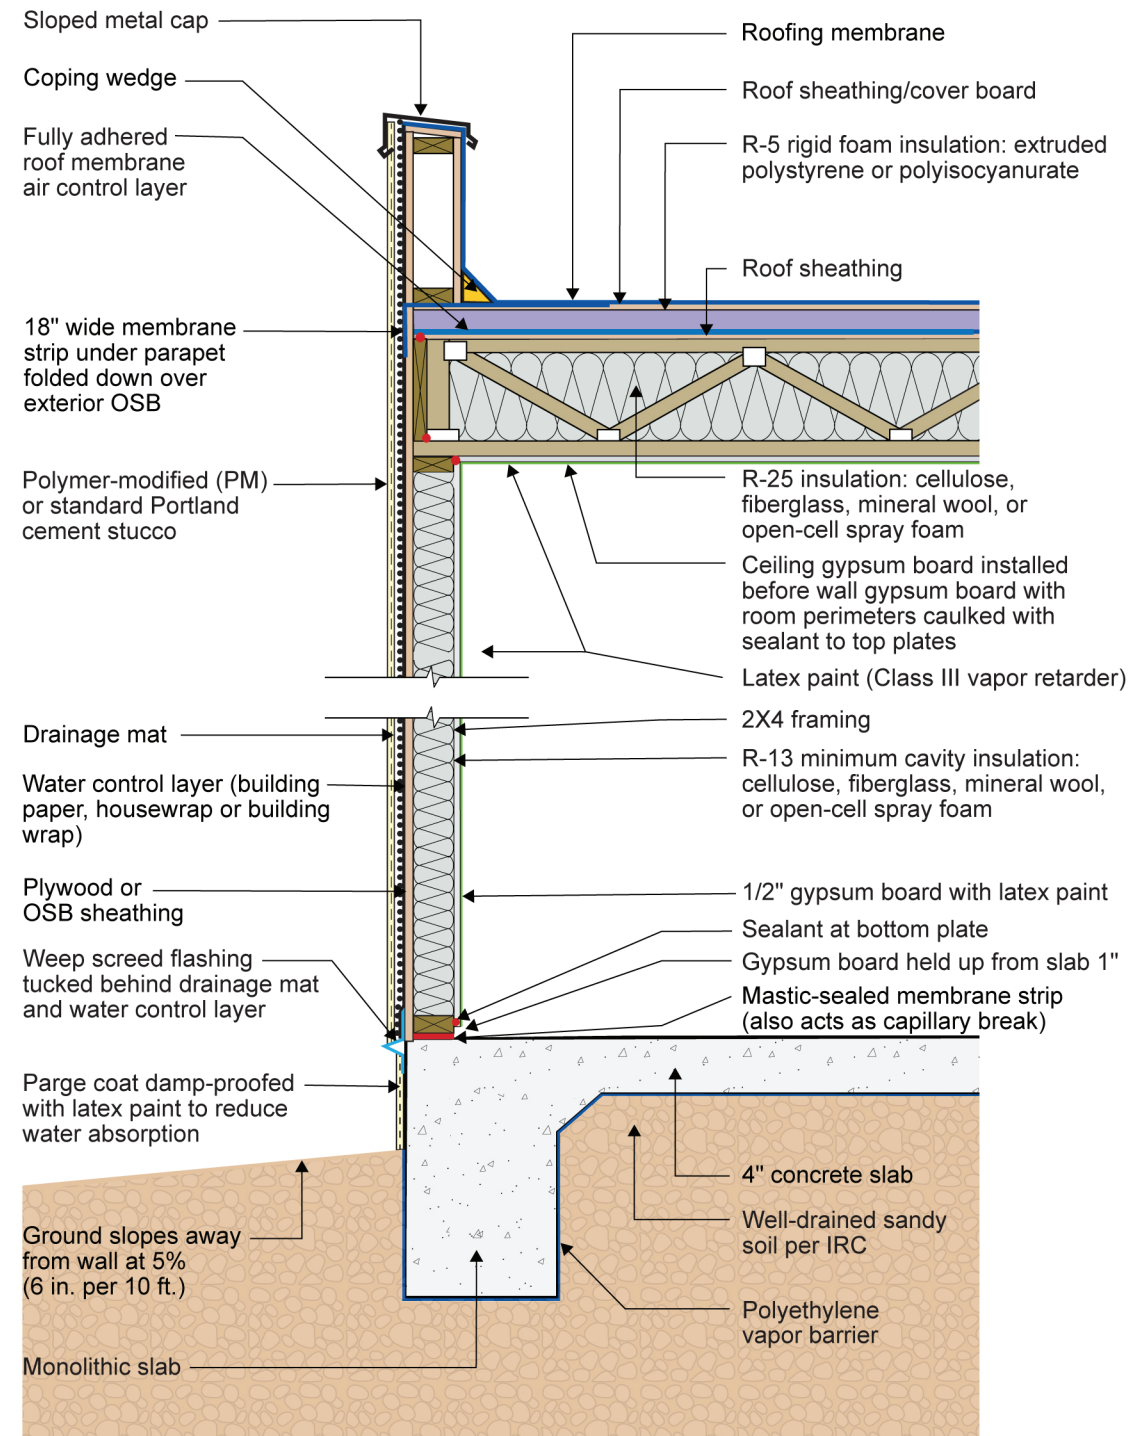 Sloped metal cap
Coping wedge
Fully adhered
roof membrane
air control layer
18" wide membrane
strip under parapet
folded down over
exterior OSB
Polymer-modified (PM)
or standard Portland
cement stucco
Drainage mat
Water control layer (building
paper, housewrap or building
wrap)
Plywood or
OSB sheathing
Weep screed flashing
tucked behind drainage mat
and water control layer
Parge coat damp-proofed
with latex paint to reduce
water absorption
Ground slopes away
from wall at 5%
(6 in. per 10 ft.)
Monolithic slab
Roofing membrane
Roof sheathing/cover board
R-5 rigid foam insulation: extruded
polystyrene or polyisocyanurate
Roof sheathing
R-25 insulation: cellulose,
fiberglass, mineral wool, or
open-cell spray foam
Ceiling gypsum board installed
before wall gypsum board with
room perimeters caulked with
sealant to top plates
Latex paint (Class III vapor retarder)
2X4 framing
R-13 minimum cavity insulation:
cellulose, fiberglass, mineral wool,
or open-cell spray foam
1/2" gypsum board with latex paint
Sealant at bottom plate
Gypsum board held up from slab 1"
Mastic-sealed membrane strip
(also acts as capillary break)
4" concrete slab
Well-drained sandy
soil per IRC
Polyethylene
vapor barrier